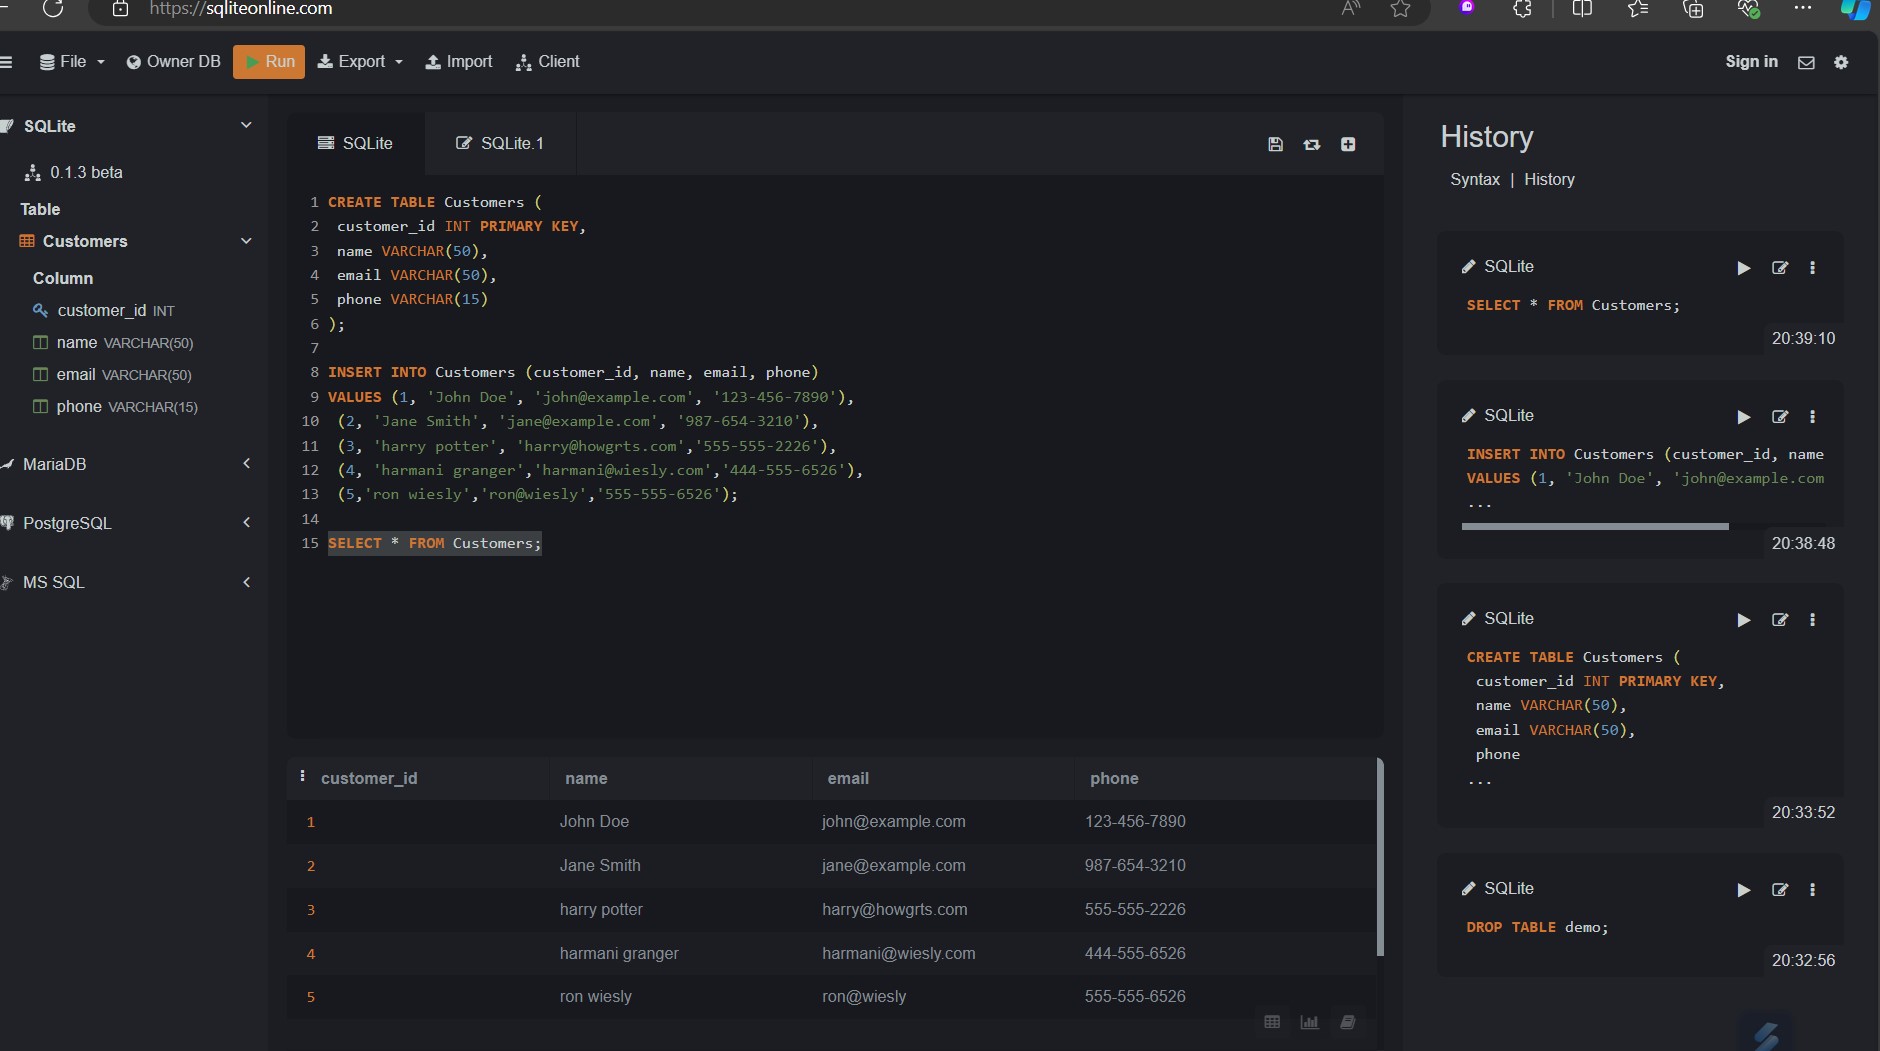 https://sqliteonline.com
File
Owner DB
Run
Export
Import
Client
Sign in
SQLite
0.1.3 beta
Table
Customers
Column
customer_id INT
name VARCHAR(50)
email VARCHAR(50)
phone VARCHAR(15)
MariaDB
PostgreSQL
MS SQL
SQLite
SQLite.1
1 CREATE TABLE Customers (
2 customer_id INT PRIMARY KEY,
3 name VARCHAR(50),
4 email VARCHAR(50),
5 phone VARCHAR(15)
6 );
7
8 INSERT INTO Customers (customer_id, name, email, phone)
9 VALUES (1, 'John Doe', 'john@example.com', '123-456-7890'),
10 (2, 'Jane Smith', 'jane@example.com', '987-654-3210'),
11 (3, 'harry potter', 'harry@howgrts.com','555-555-2226'),
12 (4, 'harmani granger','harmani@wiesly.com','444-555-6526'),
13 (5,'ron wiesly','ron@wiesly','555-555-6526');
14
15 SELECT * FROM Customers;
customer_id name email phone
1 John Doe john@example.com 123-456-7890
2 Jane Smith jane@example.com 987-654-3210
3 harry potter harry@howgrts.com 555-555-2226
4 harmani granger harmani@wiesly.com 444-555-6526
5 ron wiesly ron@wiesly 555-555-6526
History
Syntax | History
SQLite
SELECT * FROM Customers;
20:39:10
SQLite
INSERT INTO Customers (customer_id, name
VALUES (1, 'John Doe', 'john@example.com
...
20:38:48
SQLite
CREATE TABLE Customers (
customer_id INT PRIMARY KEY,
name VARCHAR(50),
email VARCHAR(50),
phone
...
20:33:52
SQLite
DROP TABLE demo;
20:32:56